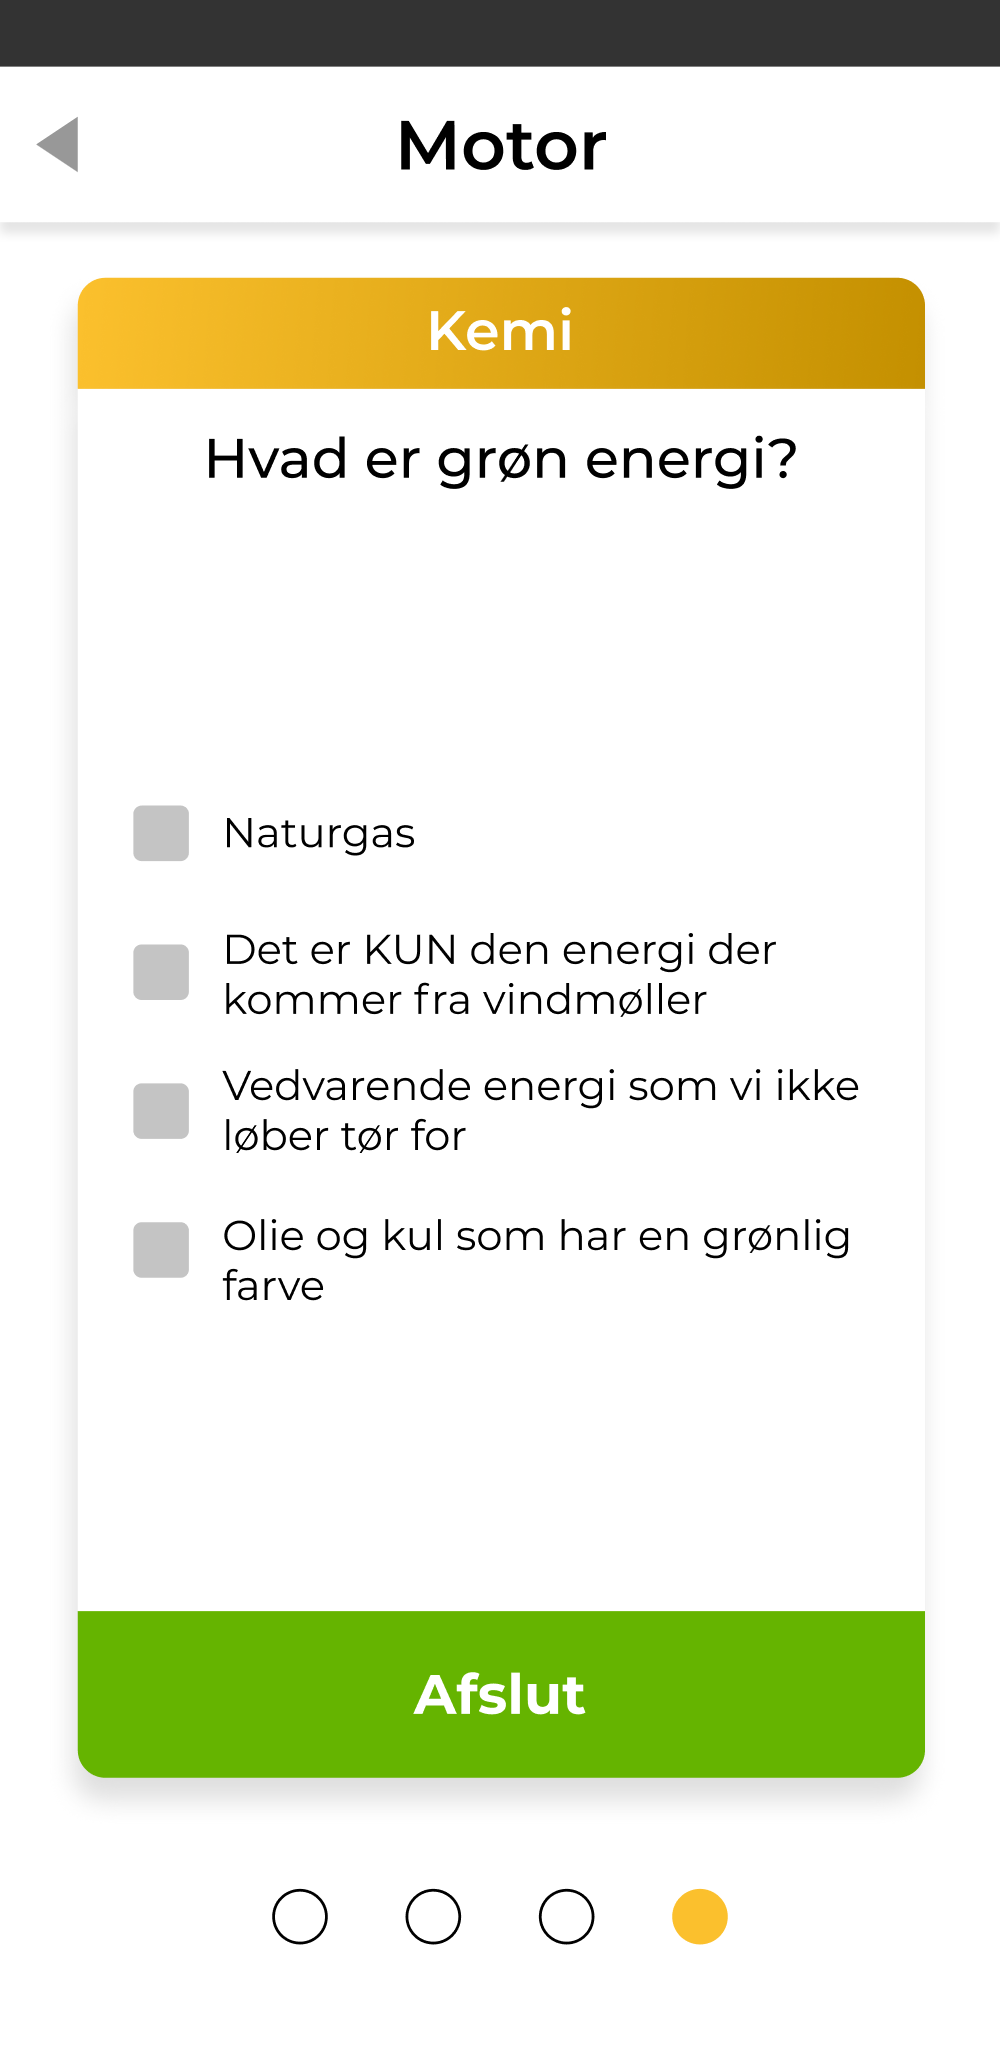 Motor
Kemi
Hvad er grøn energi?
Naturgas
Det er KUN den energi der
kommer fra vindmøller
Vedvarende energi som vi ikke
løber tør for
Olie og kul som har en grønlig
farve
Afslut